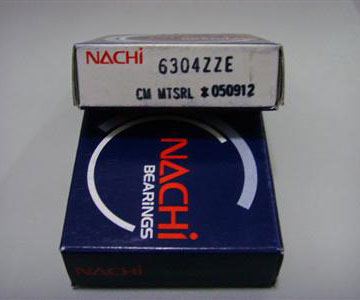 NACHi 6304ZZE
CM MTSRL * 050912
NACHi
BEARINGS
NACHi